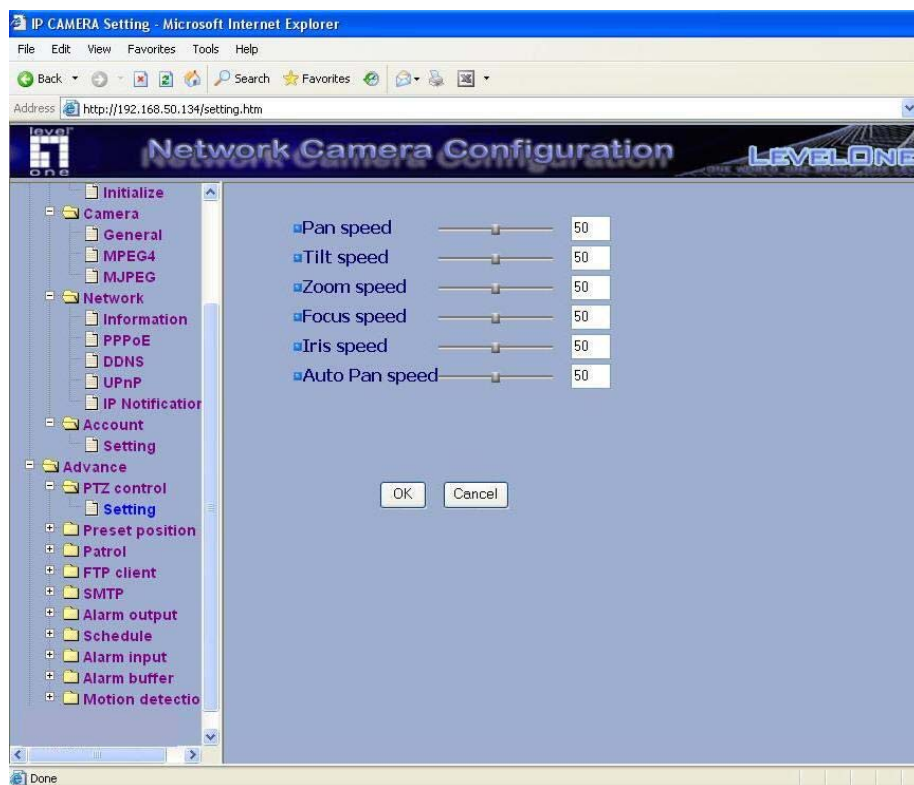 IP CAMERA Setting - Microsoft Internet Explorer
File Edit View Favorites Tools Help
Back Search Favorites
Address http://192.168.50.134/setting.htm
level one Network Camera Configuration LEVELONE
Initialize
Camera
General
MPEG4
MJPEG
Network
Information
PPPoE
DDNS
UPnP
IP Notification
Account
Setting
Advance
PTZ control
Setting
Preset position
Patrol
FTP client
SMTP
Alarm output
Schedule
Alarm input
Alarm buffer
Motion detectio
Pan speed 50
Tilt speed 50
Zoom speed 50
Focus speed 50
Iris speed 50
Auto Pan speed 50
OK Cancel
Done